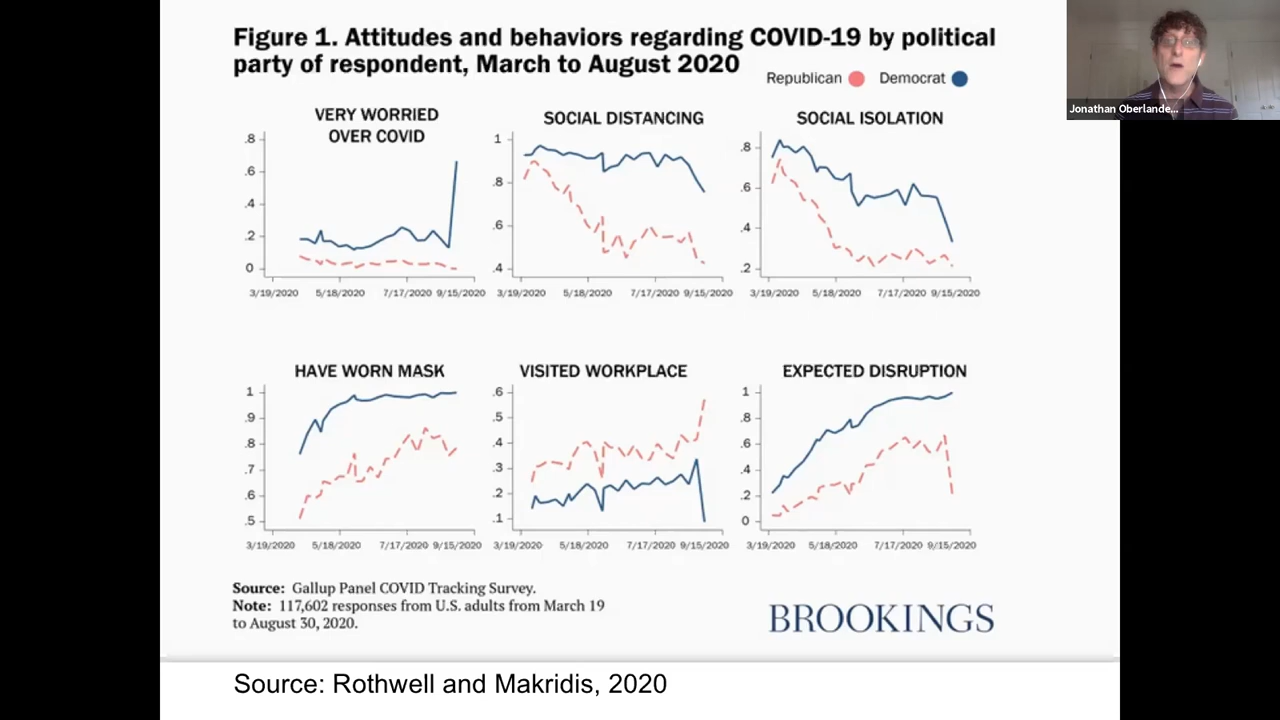 Figure 1. Attitudes and behaviors regarding COVID-19 by political
party of respondent, March to August 2020
Republican Democrat
Jonathan Oberlande...
VERY WORRIED
OVER COVID
.8
.6
.4
.2
0
3/19/2020 5/18/2020 7/17/2020 9/15/2020
SOCIAL DISTANCING
1
.8
.6
.4
3/19/2020 5/18/2020 7/17/2020 9/15/2020
SOCIAL ISOLATION
.8
.6
.4
.2
3/19/2020 5/18/2020 7/17/2020 9/15/2020
HAVE WORN MASK
1
.9
.8
.7
.6
.5
3/19/2020 5/18/2020 7/17/2020 9/15/2020
VISITED WORKPLACE
.6
.5
.4
.3
.2
.1
3/19/2020 5/18/2020 7/17/2020 9/15/2020
EXPECTED DISRUPTION
1
.8
.6
.4
.2
0
3/19/2020 5/18/2020 7/17/2020 9/15/2020
Source: Gallup Panel COVID Tracking Survey.
Note: 117,602 responses from U.S. adults from March 19
to August 30, 2020.
BROOKINGS
Source: Rothwell and Makridis, 2020